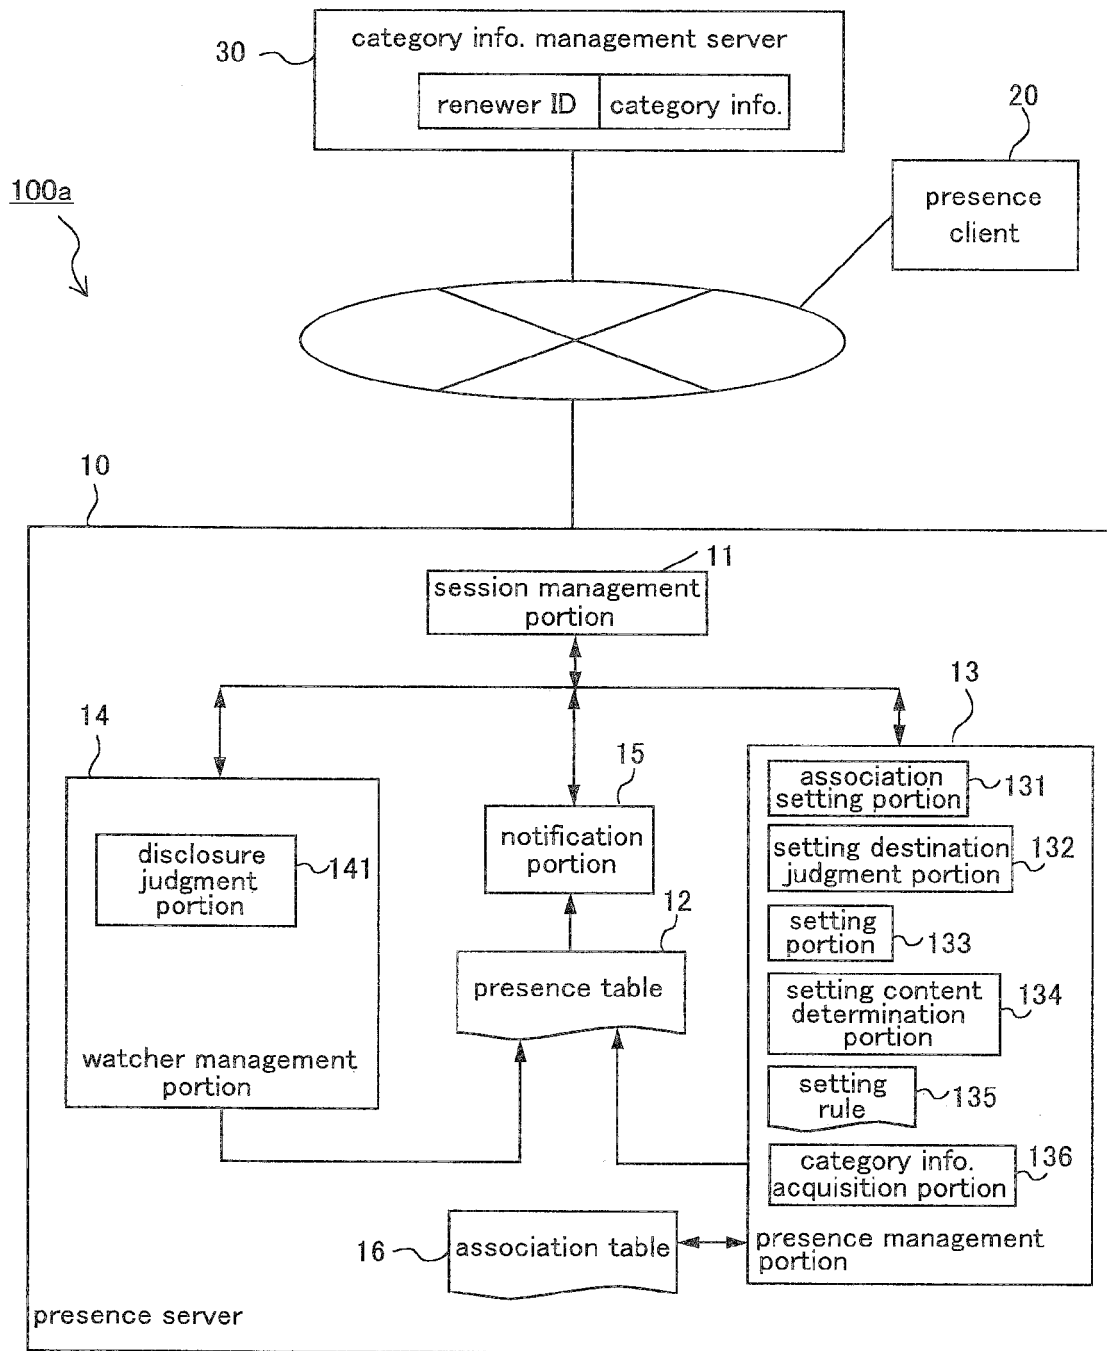 category info. management server
30
renewer ID
category info.
20
presence
client
100a
10
11
session management
portion
13
14
15
association
setting portion
131
notification
portion
setting destination
judgment portion
132
disclosure
judgment
portion
141
12
setting
portion
133
presence table
setting content
determination
portion
134
watcher management
portion
setting
rule
135
category info.
acquisition portion
136
16
association table
presence management
portion
presence server